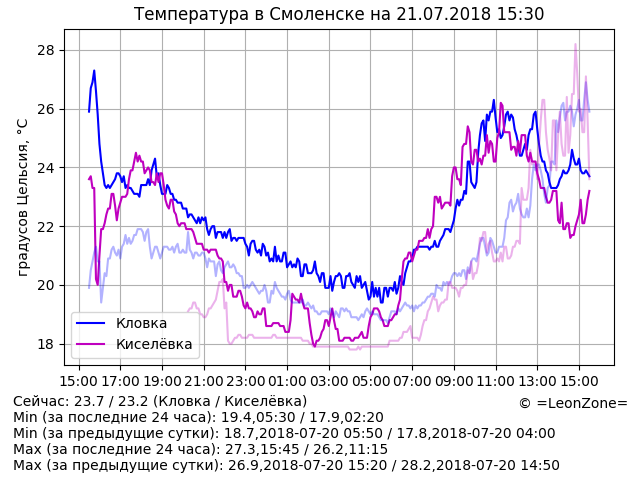 Температура в Смоленске на 21.07.2018 15:30
28
26
24
22
20
18
градусов Цельсия, °C
Кловка
Киселёвка
15:00 17:00 19:00 21:00 23:00 01:00 03:00 05:00 07:00 09:00 11:00 13:00 15:00
Сейчас: 23.7 / 23.2 (Кловка / Киселёвка)
© =LeonZone=
Min (за последние 24 часа): 19.4,05:30 / 17.9,02:20
Min (за предыдущие сутки): 18.7,2018-07-20 05:50 / 17.8,2018-07-20 04:00
Max (за последние 24 часа): 27.3,15:45 / 26.2,11:15
Max (за предыдущие сутки): 26.9,2018-07-20 15:20 / 28.2,2018-07-20 14:50